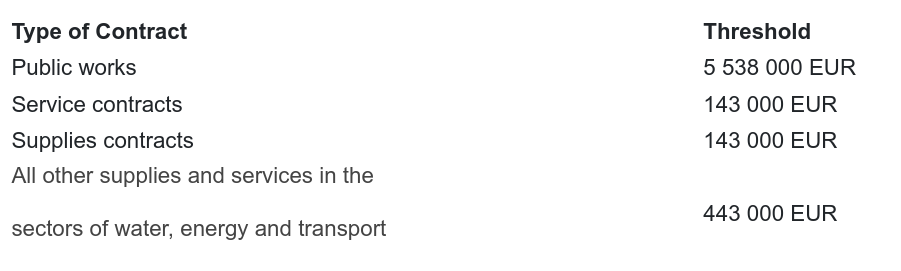 Type of Contract Threshold
Public works 5 538 000 EUR
Service contracts 143 000 EUR
Supplies contracts 143 000 EUR
All other supplies and services in the
443 000 EUR
sectors of water, energy and transport